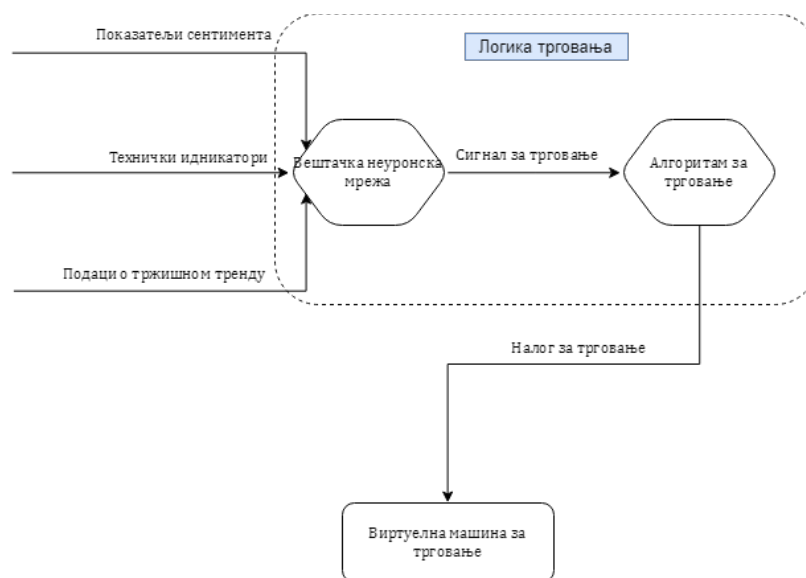 Показатељи сентимента
Логика трговања
Технички идникатори
Вештачка неуронска
мрежа
Сигнал за трговање
Алгоритам за
трговање
Подаци о тржишном тренду
Налог за трговање
Виртуелна машина за
трговање